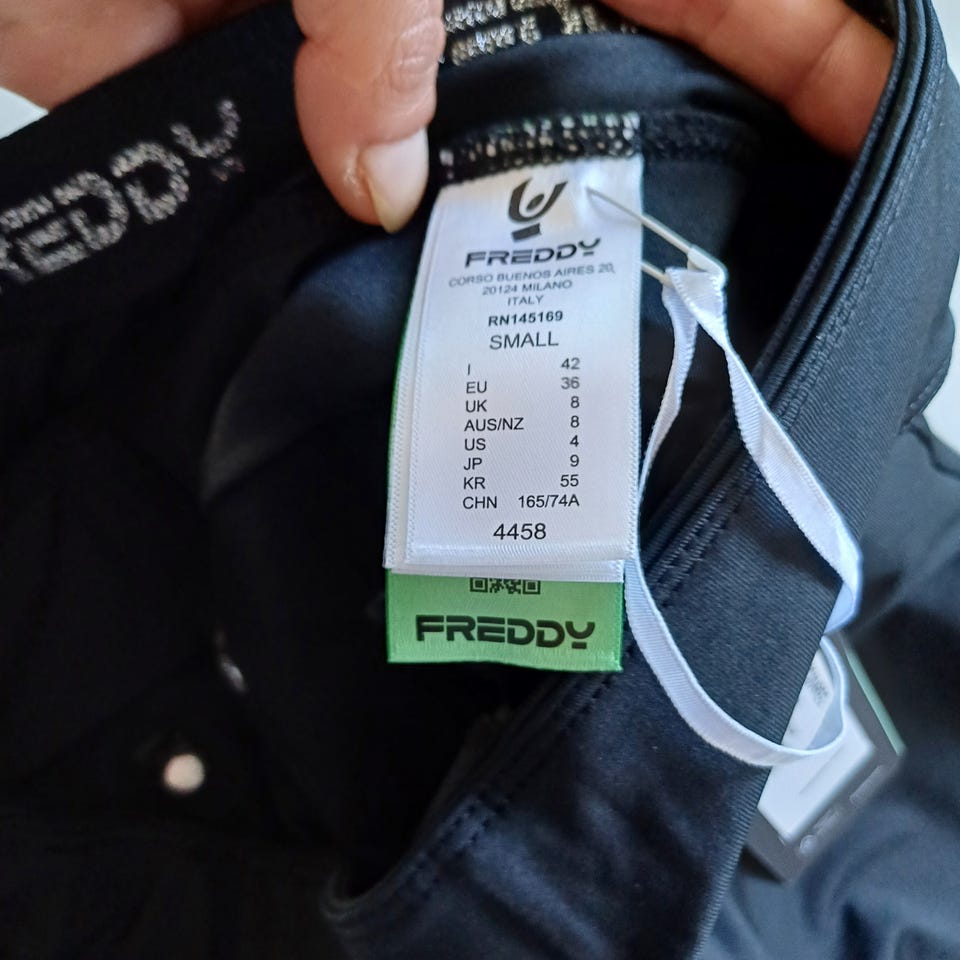 FREDDY
FREDDY
CORSO BUENOS AIRES 20,
20124 MILANO
ITALY
RN145169
SMALL
I 42
EU 36
UK 8
AUS/NZ 8
US 4
JP 9
KR 55
CHN 165/74A
4458
FREDDY